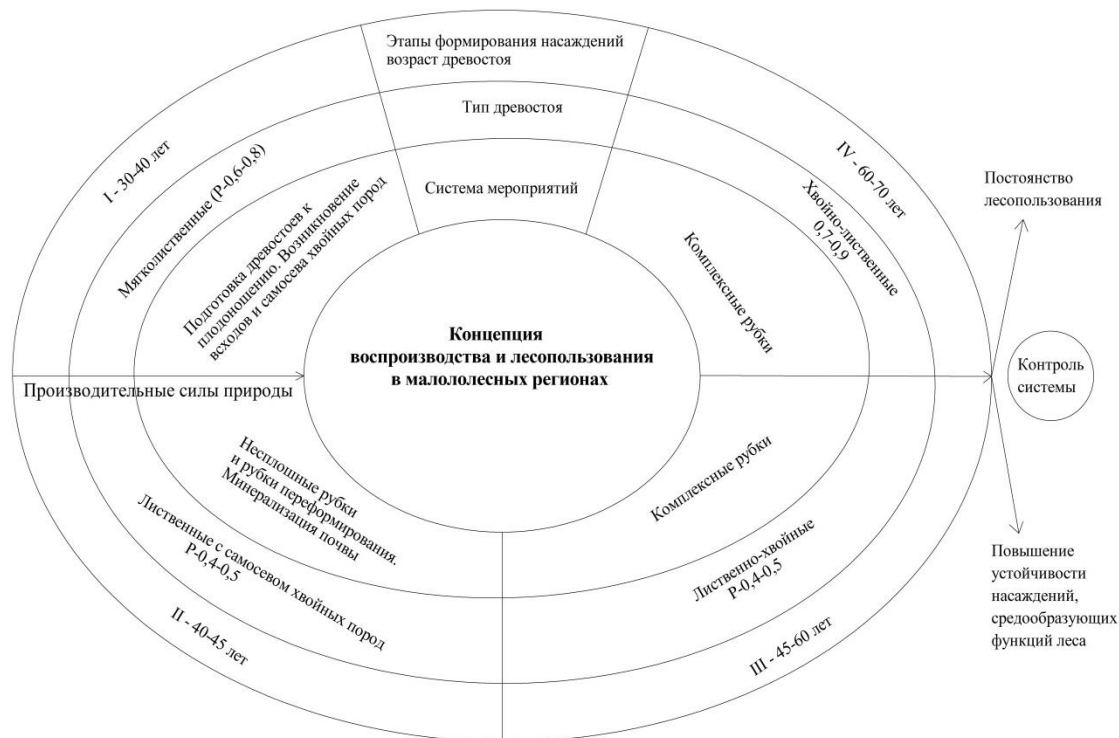 Этапы формирования насаждений
возраст древостоя
Тип древостоя
Система мероприятий
I - 30-40 лет
Мягколиственные (Р-0,6-0,8)
Подготовка древостоев к
плодоношению. Возникновение
всходов и самосева хвойных пород
IV - 60-70 лет
Хвойно-лиственные
0,7-0,9
Комплексные рубки
Постоянство
лесопользования
Концепция
воспроизводства и лесопользования
в малололесных регионах
Производительные силы природы
Контроль
системы
Несплошные рубки
и рубки переформирования.
Минерализация почвы
Лиственные с самосевом хвойных пород
Р-0,4-0,5
II - 40-45 лет
Комплексные рубки
Лиственно-хвойные
Р-0,4-0,5
III - 45-60 лет
Повышение
устойчивости
насаждений,
средообразующих
функций леса